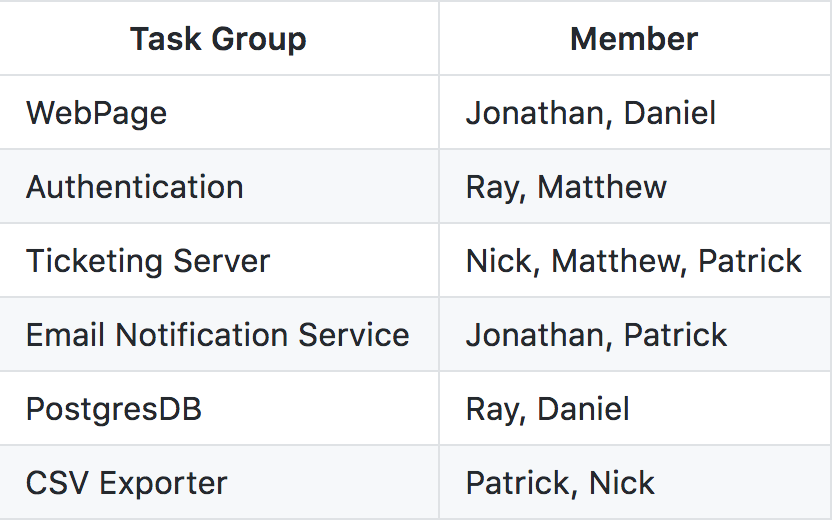 Task Group Member
WebPage Jonathan, Daniel
Authentication Ray, Matthew
Ticketing Server Nick, Matthew, Patrick
Email Notification Service Jonathan, Patrick
PostgresDB Ray, Daniel
CSV Exporter Patrick, Nick